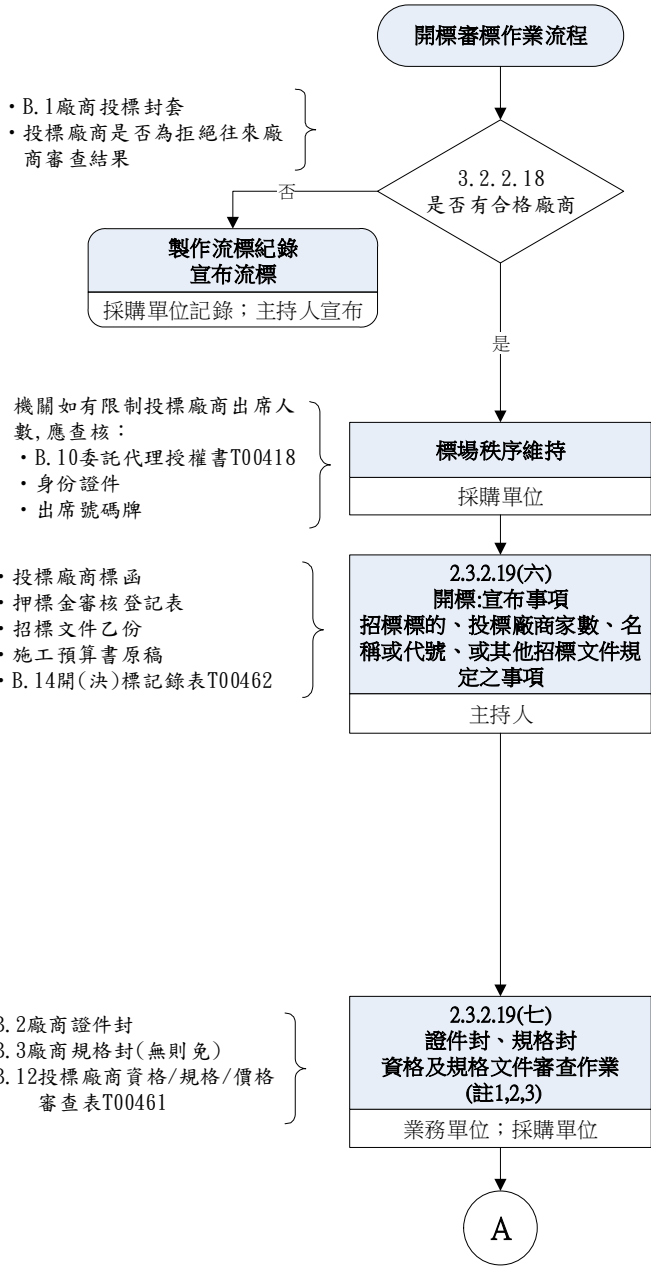 開標審標作業流程
・B.1廠商投標封套
・投標廠商是否為拒絕往來廠
商審查結果
3.2.2.18
是否有合格廠商
否
製作流標紀錄
宣布流標
採購單位記錄；主持人宣布
是
機關如有限制投標廠商出席人
數,應查核：
・B.10委託代理授權書T00418
・身份證件
・出席號碼牌
標場秩序維持
採購單位
・投標廠商標函
・押標金審核登記表
・招標文件乙份
・施工預算書原稿
・B.14開(決)標記錄表T00462
2.3.2.19(六)
開標:宣布事項
招標標的、投標廠商家數、名
稱或代號、或其他招標文件規
定之事項
主持人
3.2廠商證件封
3.3廠商規格封(無則免)
3.12投標廠商資格/規格/價格
審查表T00461
2.3.2.19(七)
證件封、規格封
資格及規格文件審查作業
(註1,2,3)
業務單位；採購單位
A